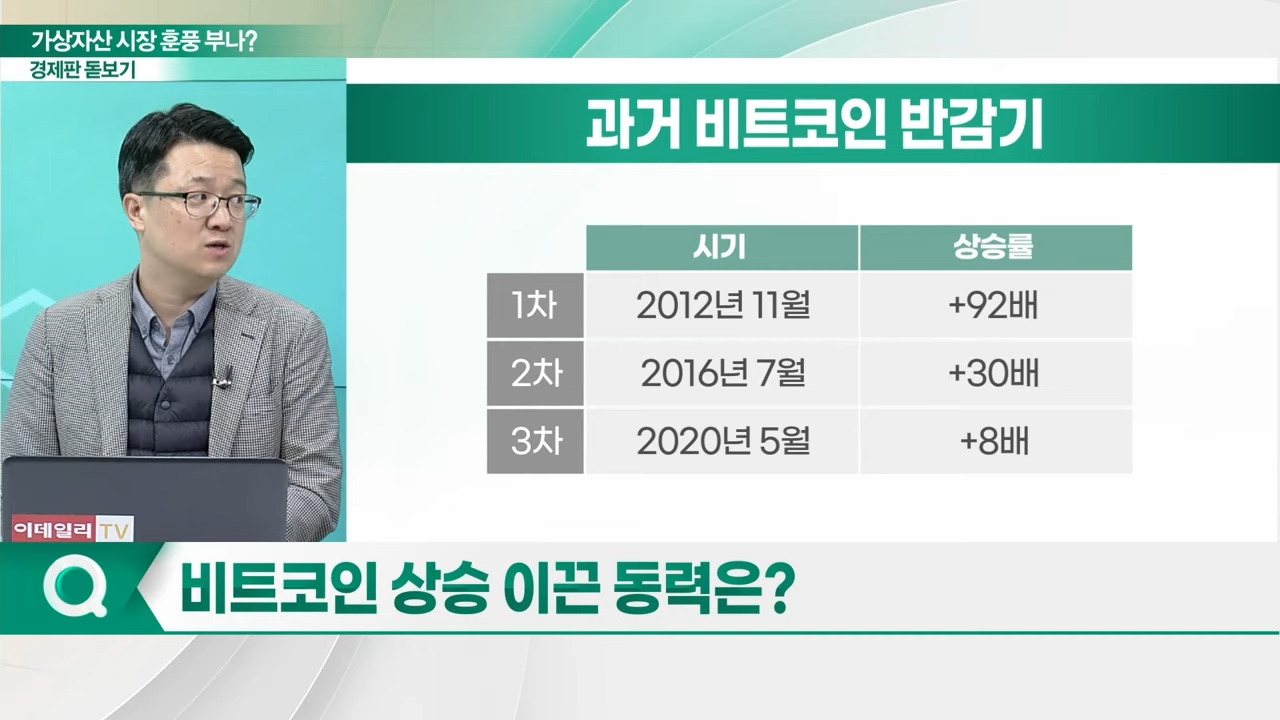 가상자산 시장 훈풍 부나?
경제판 돋보기
과거 비트코인 반감기
시기 상승률
1차 2012년 11월 +92배
2차 2016년 7월 +30배
3차 2020년 5월 +8배
이데일리 TV
Q 비트코인 상승 이끈 동력은?